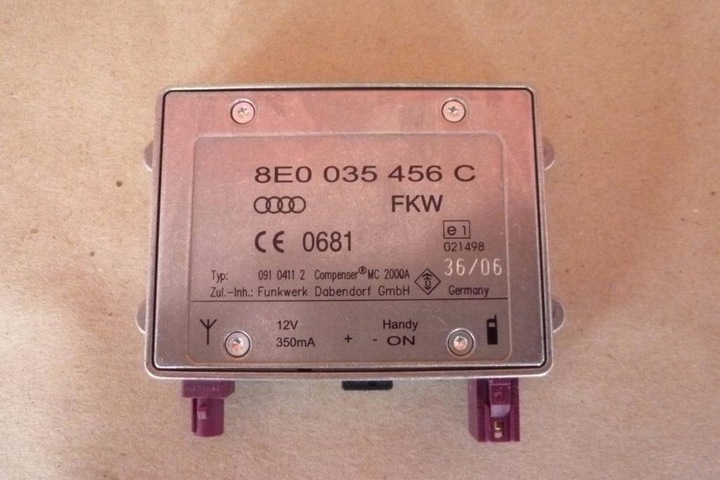 8E0 035 456 C
FKW
CE 0681
e1
021498
36/06
Typ: 091 0411 2 Compenser® MC 2000A
Zul.-Inh.: Funkwerk Dabendorf GmbH Germany
12V Handy
350mA + - ON